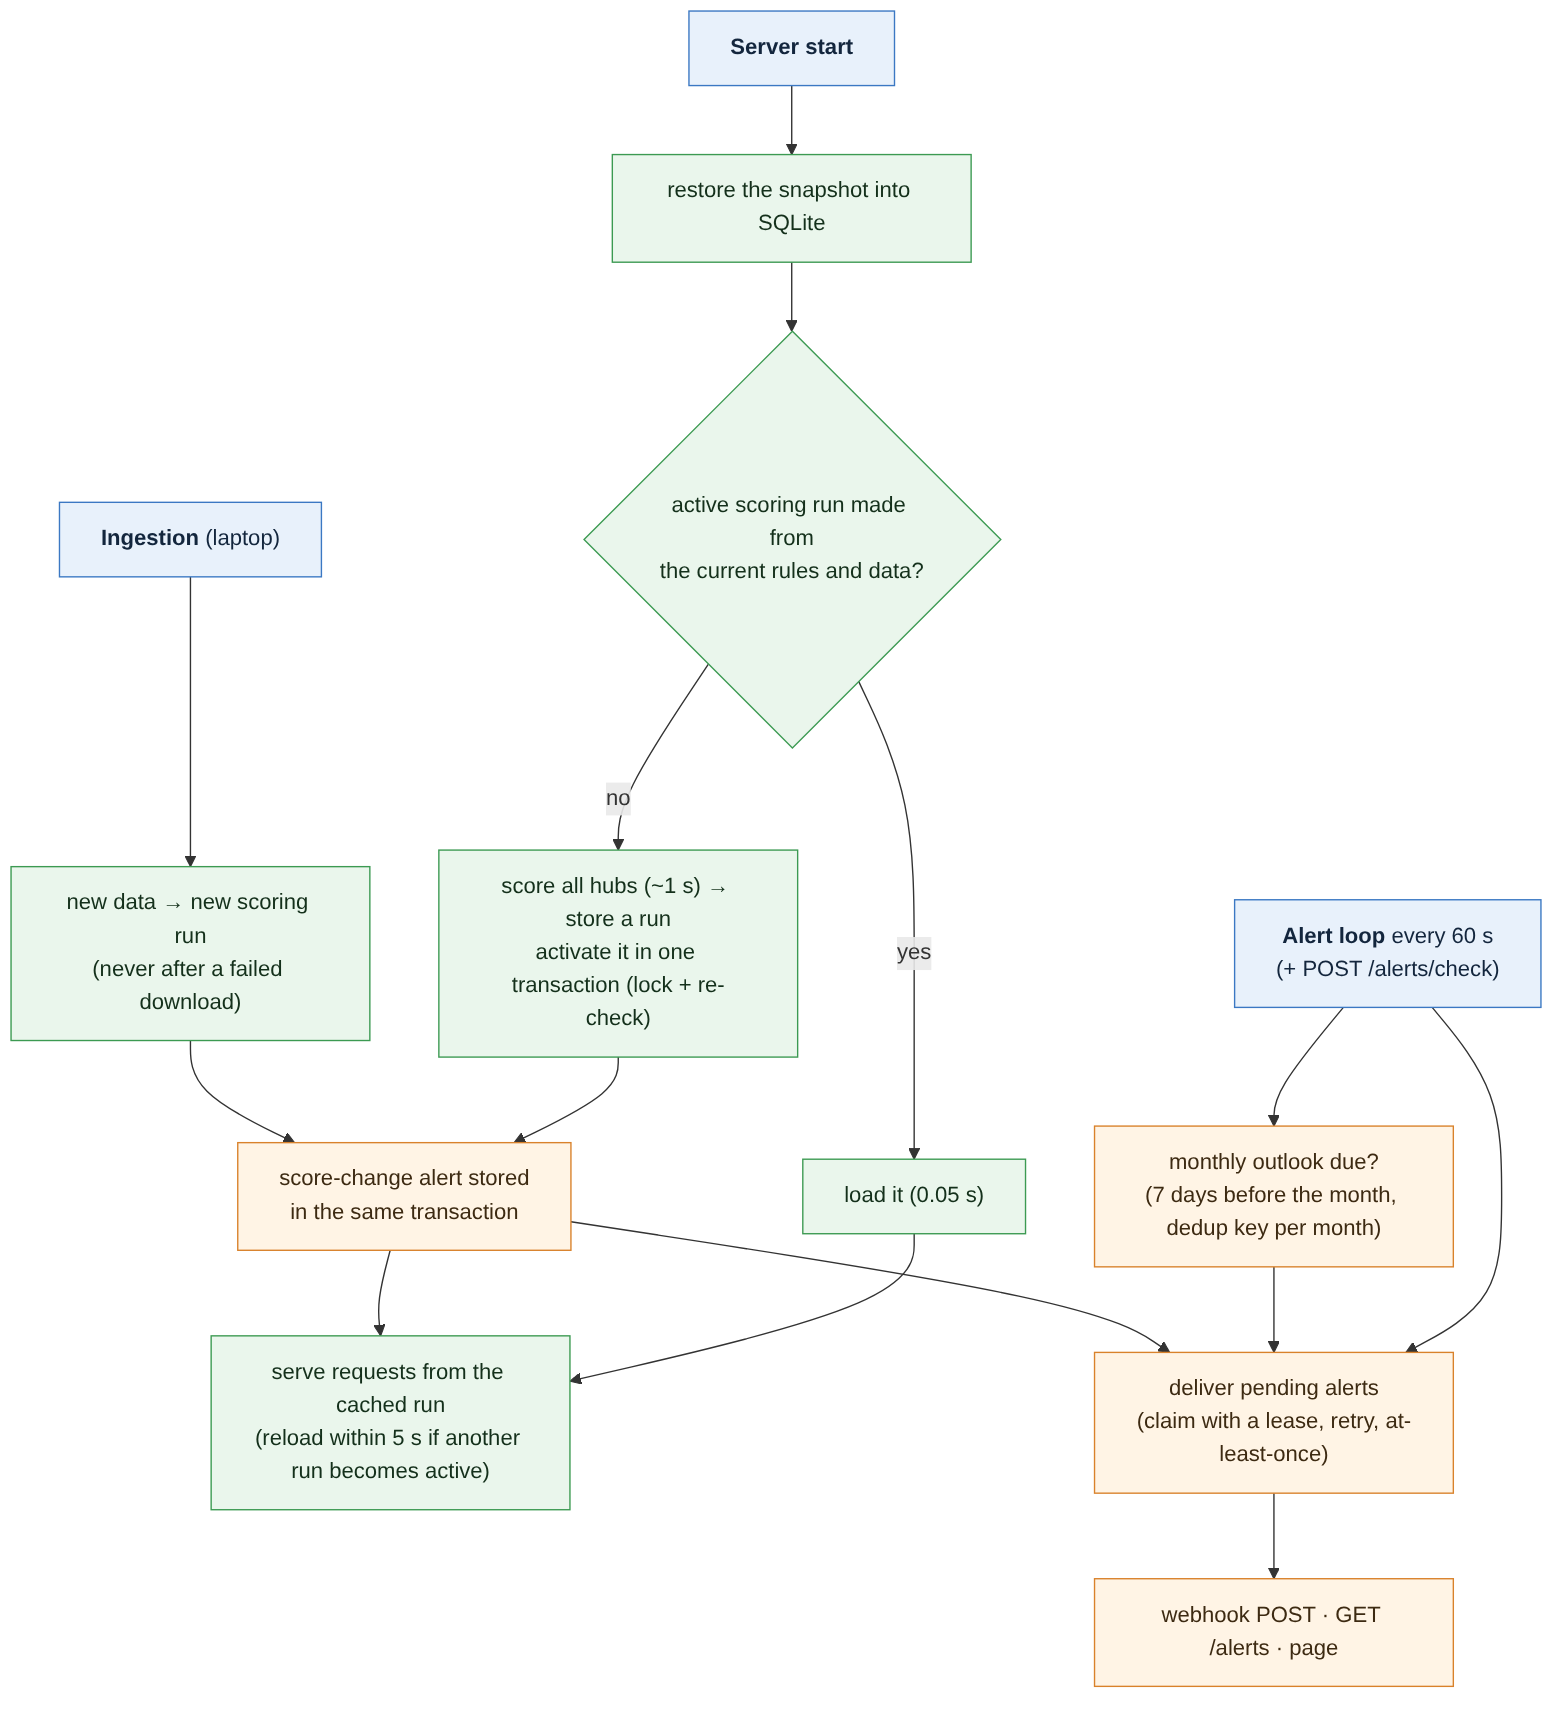 Server start
restore the snapshot into
SQLite
active scoring run made
from
the current rules and data?
Ingestion (laptop)
no
yes
new data → new scoring
run
(never after a failed
download)
score all hubs (~1 s) →
store a run
activate it in one
transaction (lock + re-
check)
Alert loop every 60 s
(+ POST /alerts/check)
score-change alert stored
in the same transaction
load it (0.05 s)
monthly outlook due?
(7 days before the month,
dedup key per month)
serve requests from the
cached run
(reload within 5 s if another
run becomes active)
deliver pending alerts
(claim with a lease, retry, at-
least-once)
webhook POST · GET
/alerts · page